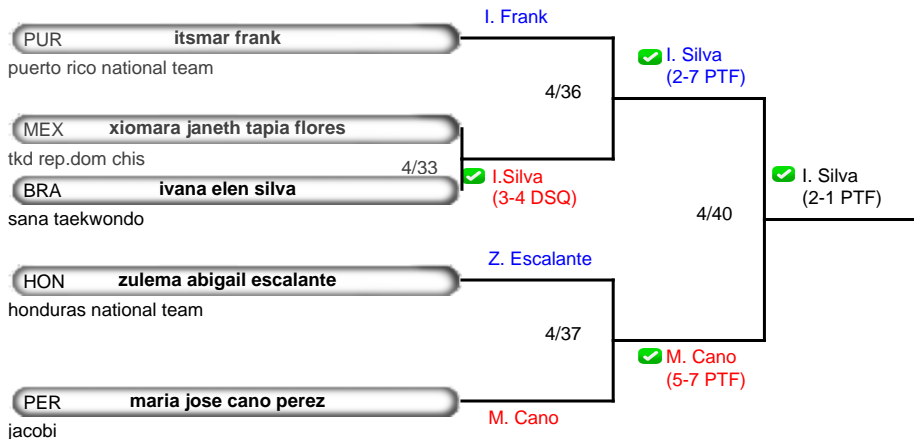 I. Frank
PUR itsmar frank
puerto rico national team
I. Silva
(2-7 PTF)
4/36
MEX xiomara janeth tapia flores
tkd rep.dom chis
4/33
I.Silva
(3-4 DSQ)
BRA ivana elen silva
sana taekwondo
I. Silva
(2-1 PTF)
4/40
Z. Escalante
HON zulema abigail escalante
honduras national team
4/37
M. Cano
(5-7 PTF)
PER maria jose cano perez
M. Cano
jacobi